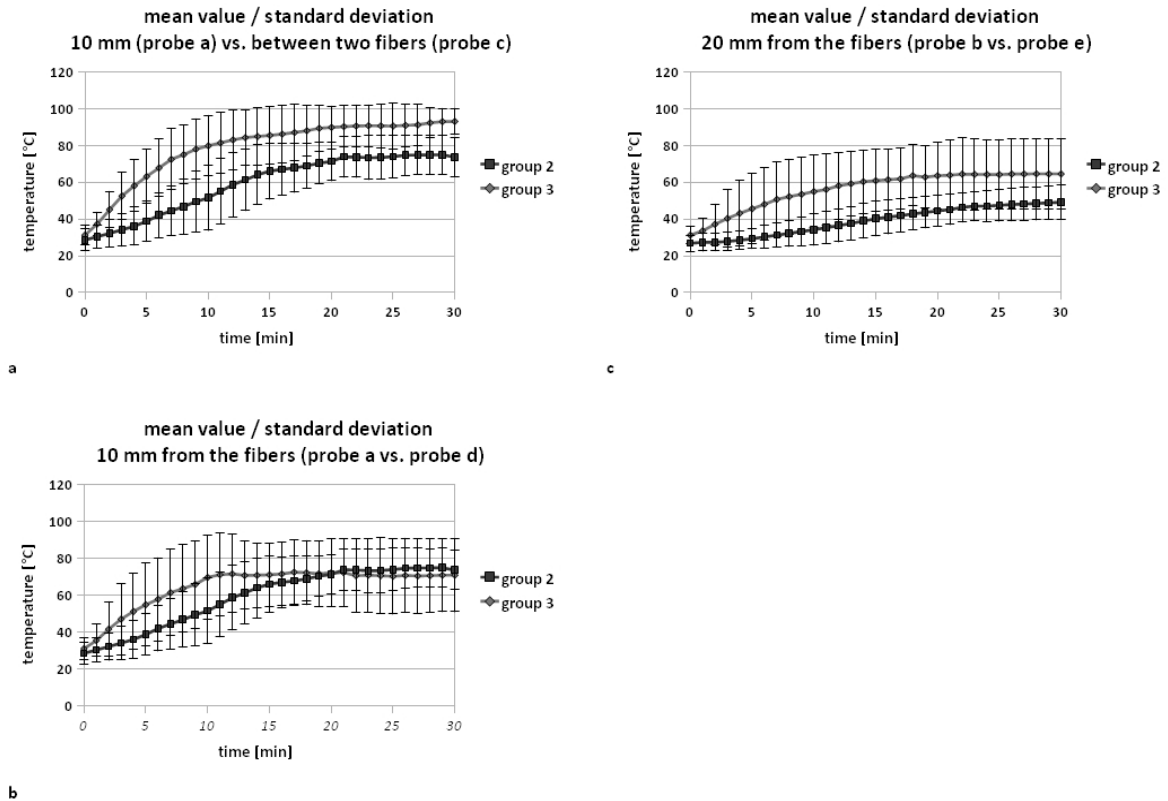 mean value / standard deviation
10 mm (probe a) vs. between two fibers (probe c)
120
100
80
60
40
20
0
temperature [°C]
0 5 10 15 20 25 30
time [min]
group 2
group 3
a
mean value / standard deviation
20 mm from the fibers (probe b vs. probe e)
120
100
80
60
40
20
0
temperature [°C]
0 5 10 15 20 25 30
time [min]
group 2
group 3
c
mean value / standard deviation
10 mm from the fibers (probe a vs. probe d)
120
100
80
60
40
20
0
temperature [°C]
0 5 10 15 20 25 30
time [min]
group 2
group 3
b